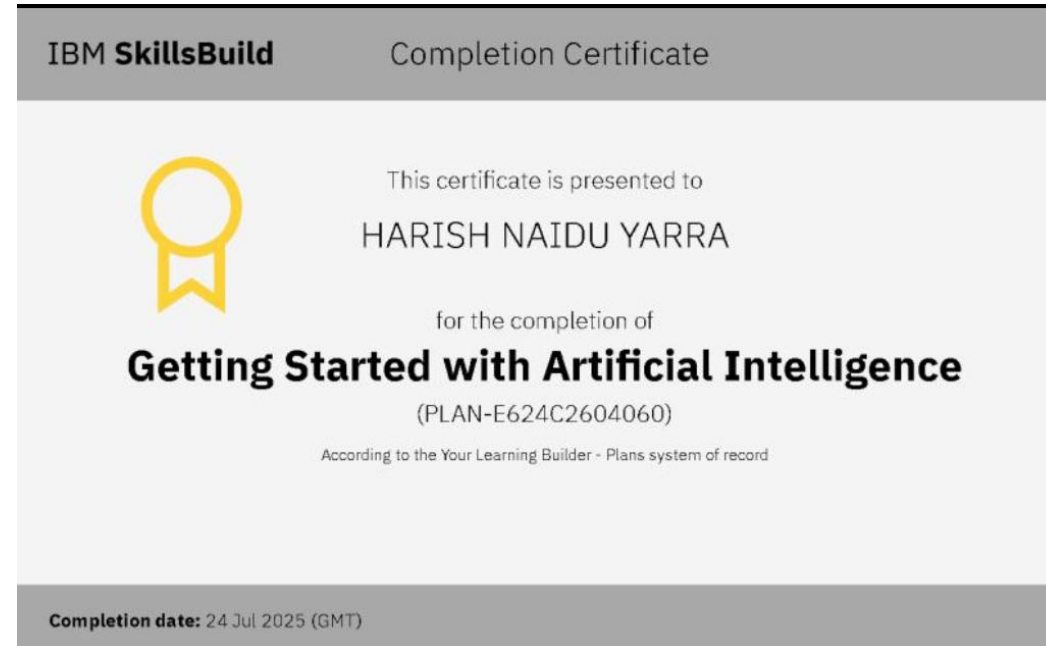 IBM SkillsBuild Completion Certificate
This certificate is presented to
HARISH NAIDU YARRA
for the completion of
Getting Started with Artificial Intelligence
(PLAN-E624C2604060)
According to the Your Learning Builder - Plans system of record
Completion date: 24 Jul 2025 (GMT)